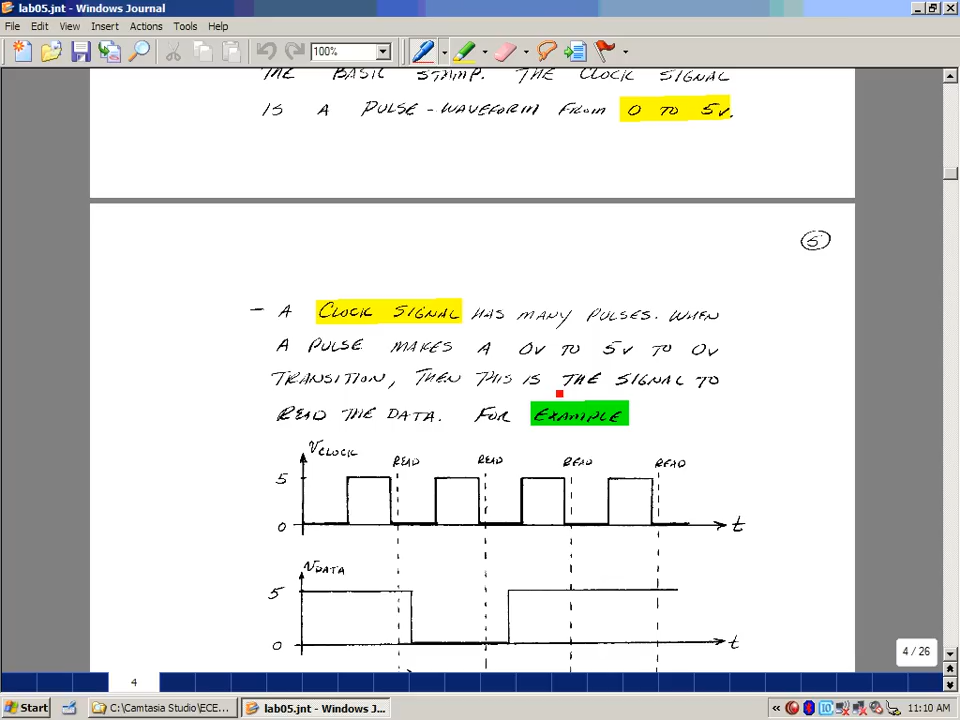 lab05.jnt - Windows Journal
File Edit View Insert Actions Tools Help
100%
THE BASIC STAMP. THE CLOCK SIGNAL
IS A PULSE-WAVEFORM FROM 0 TO 5V.
5
- A CLOCK SIGNAL HAS MANY PULSES. WHEN
A PULSE MAKES A 0V TO 5V TO 0V
TRANSITION, THEN THIS IS THE SIGNAL TO
READ THE DATA. FOR EXAMPLE
VCLOCK
READ READ READ READ
5
0
t
VDATA
5
0
t
4 / 26
4
Start C:\Camtasia Studio\ECE... lab05.jnt - Windows J... « 11:10 AM